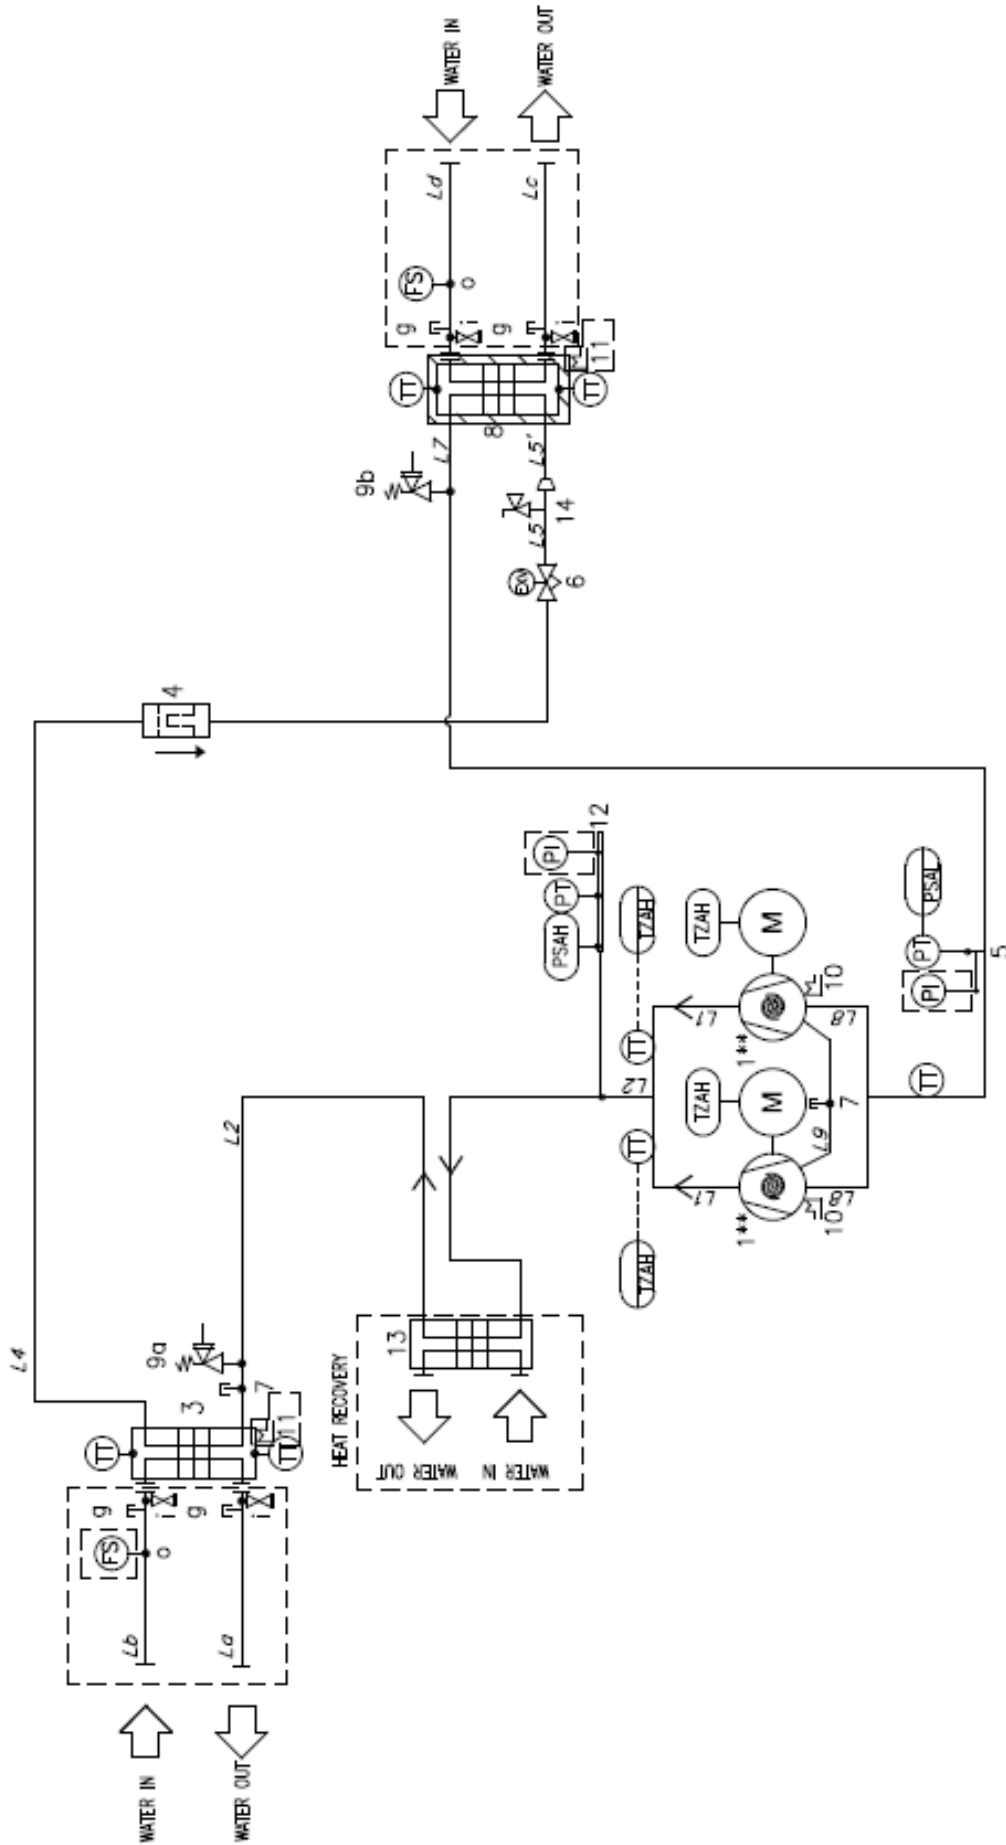 WATER IN
WATER OUT
Ld
Lc
FS
o
g
i
g
i
11
TT
TT
8
L7
L5'
9b
14
L5
EXV
6
4
12
PI
PT
PSAH
TZAH
TZAH
M
PSAL
PT
PI
5
10
1**
L1
L8
TT
TT
L2
TZAH
M
7
L9
TT
TT
L1
L8
1**
10
TZAH
L2
L4
9a
7
3
11
TT
TT
13
HEAT RECOVERY
WATER OUT
WATER IN
g
i
g
i
FS
o
Lb
La
WATER IN
WATER OUT